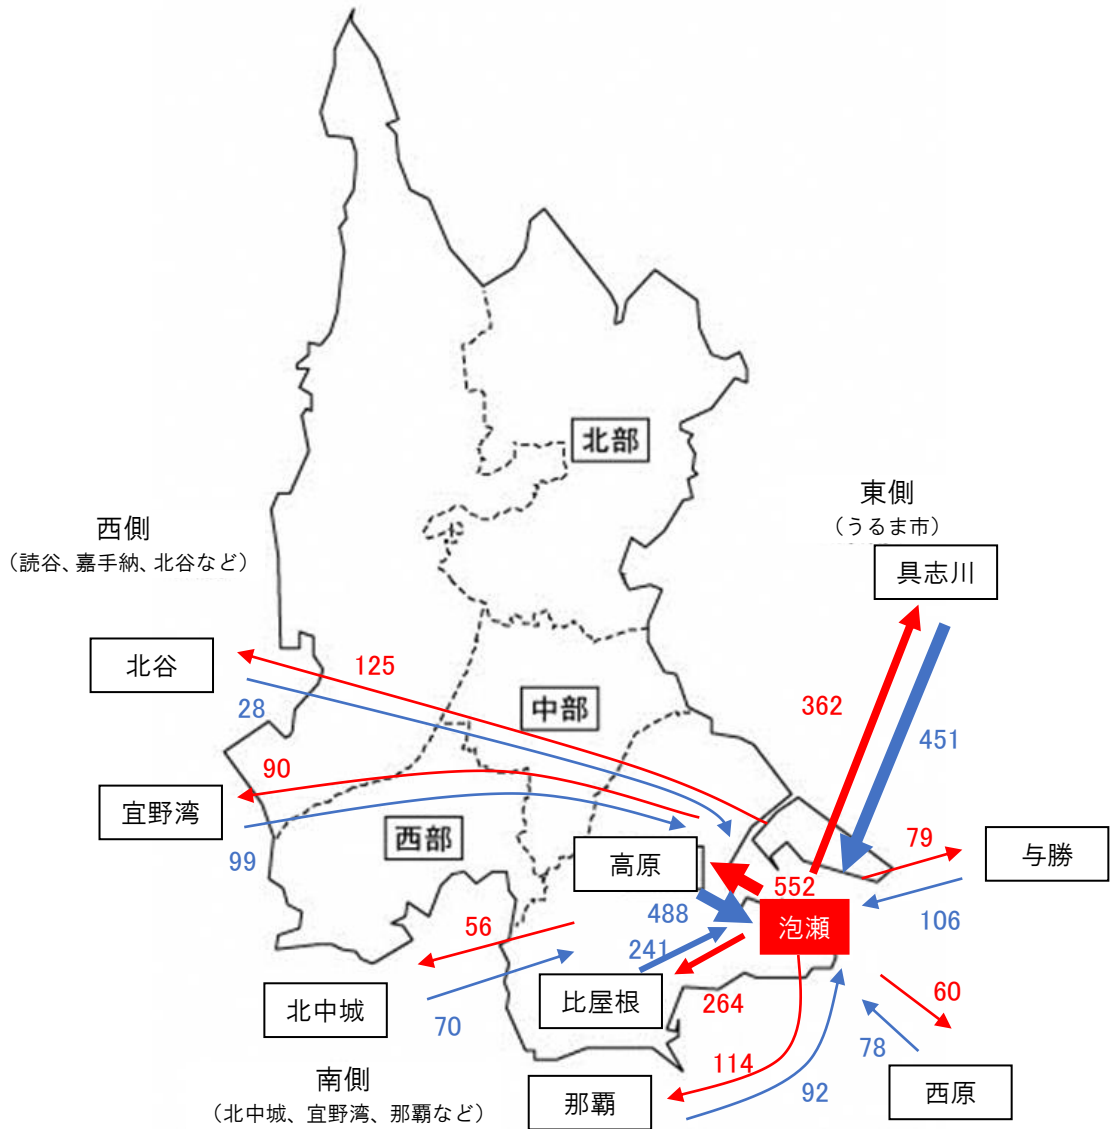 北部
東側
（うるま市）
具志川
西側
（読谷、嘉手納、北谷など）
北谷
125
28
中部
362
451
90
宜野湾
99
西部
高原
79
与勝
552
488
106
泡瀬
56
241
北中城
70
比屋根
264
60
78
西原
114
92
那覇
南側
（北中城、宜野湾、那覇など）